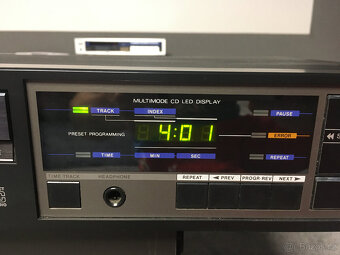 MULTIMODE CD LED DISPLAY
TRACK INDEX PAUSE
PRESET PROGRAMMING 4:01 ERROR
TIME MIN SEC REPEAT
TIME TRACK HEADPHONE
REPEAT ◀ PREV PROGR·REV NEXT ▶